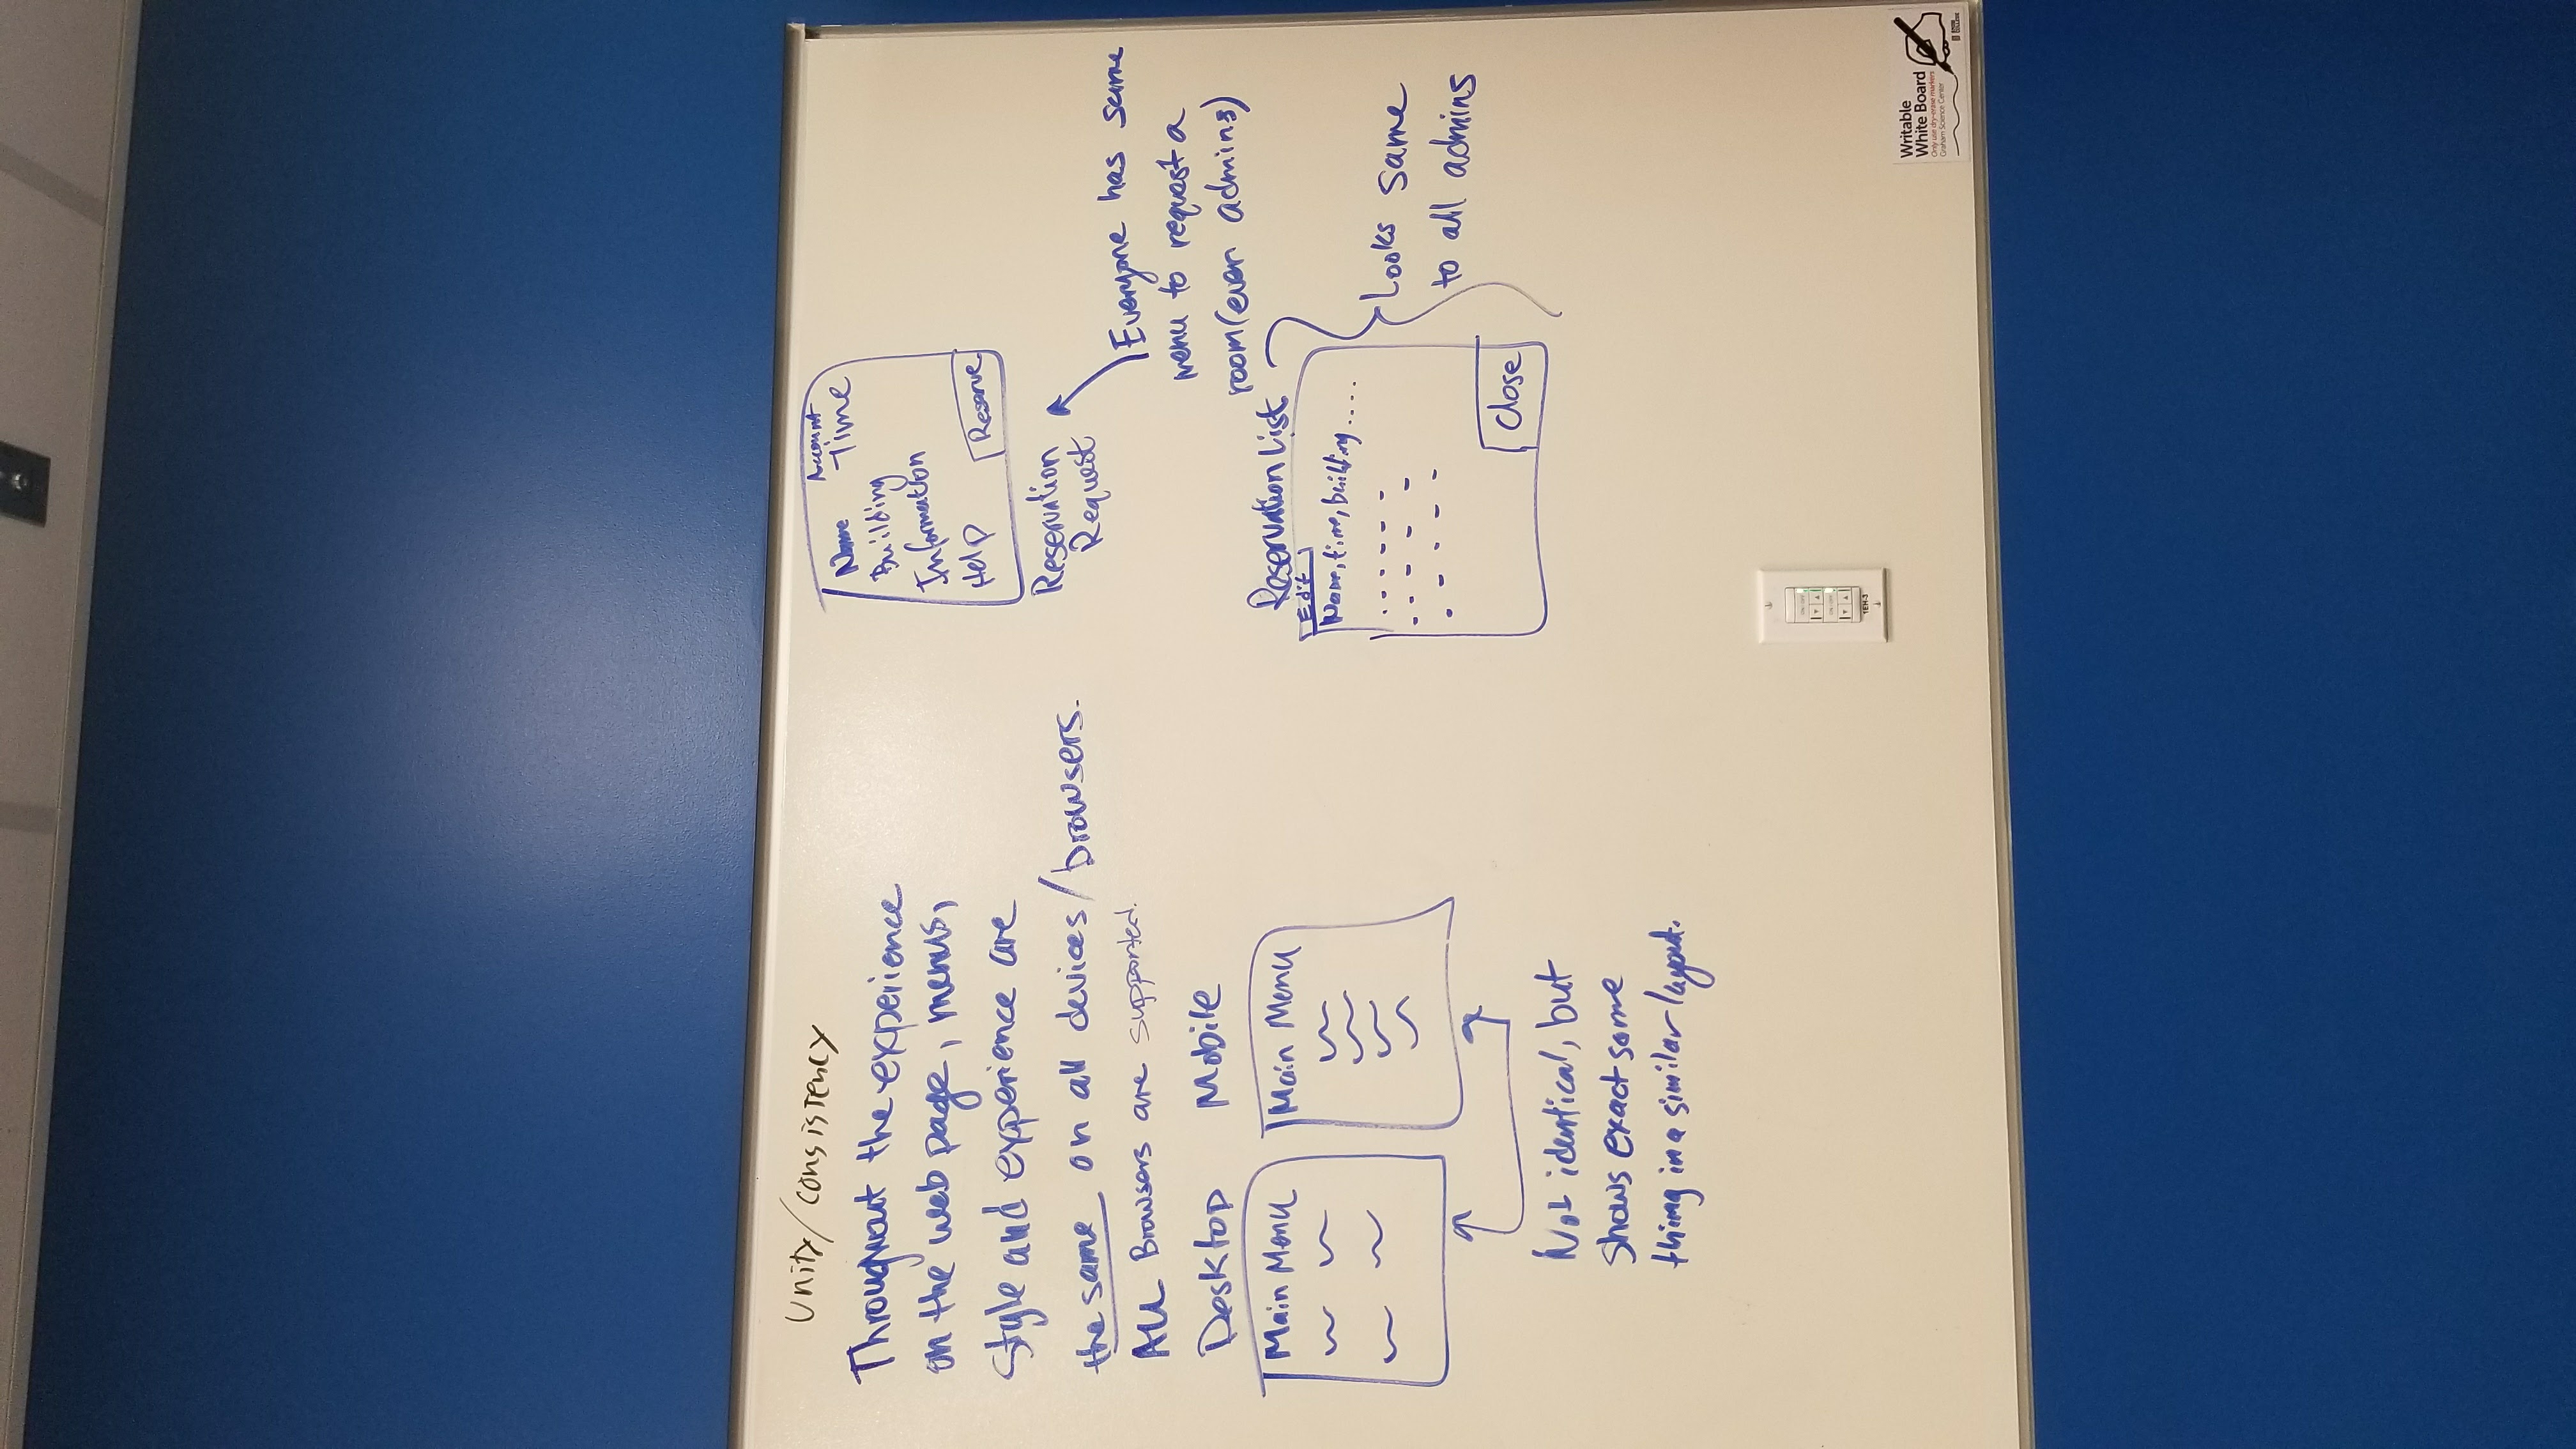 Unity/consistency
Throughout the experience
on the web page, menus,
Style and experience are
the same on all devices/browsers.
ALL Browsers are supported.
Desktop
Main Menu
Mobile
Main Menu
Not identical, but
shows exact same
thing in a similar layout.
Account
Name Time
Building
Information
Help
Reserve
Reservation
Request
Everyone has same
menu to request a
room (even admins)
Reservation List
Edit
Name, time, building ....
Close
Looks same
to all admins
ON/OFF
ON/OFF
1EH-3
Writable
White Board
Only use dry-erase markers
Graham Science Center